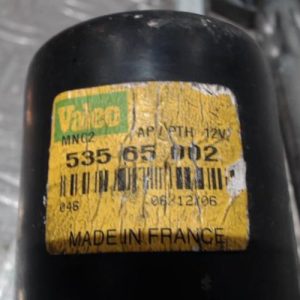 Valeo
MNC2 AP/PTH 12V
535 65 002
046 06/12/06
MADE IN FRANCE